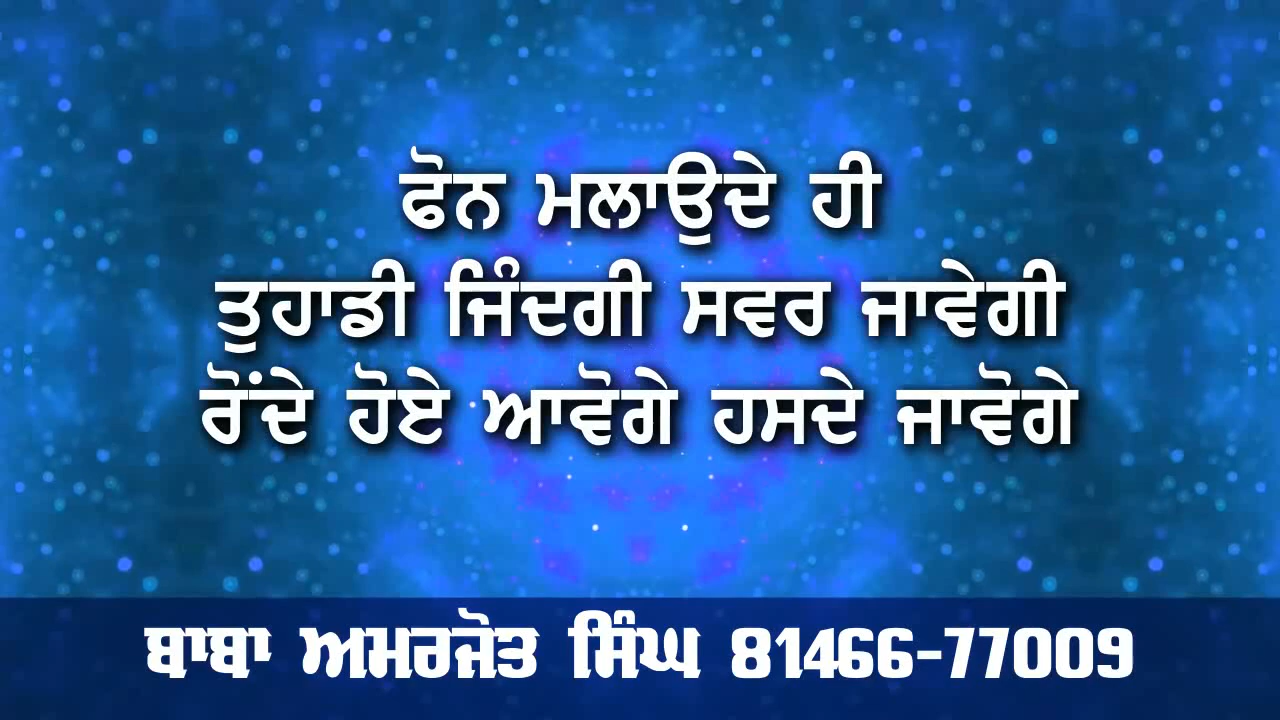 ਫੋਨ ਮਲਾਉਦੇ ਹੀ
ਤੁਹਾਡੀ ਜਿੰਦਗੀ ਸਵਰ ਜਾਵੇਗੀ
ਰੋਂਦੇ ਹੋਏ ਆਵੋਗੇ ਹਸਦੇ ਜਾਵੋਗੇ
ਬਾਬਾ ਅਮਰਜੋਤ ਸਿੰਘ 81466-77009